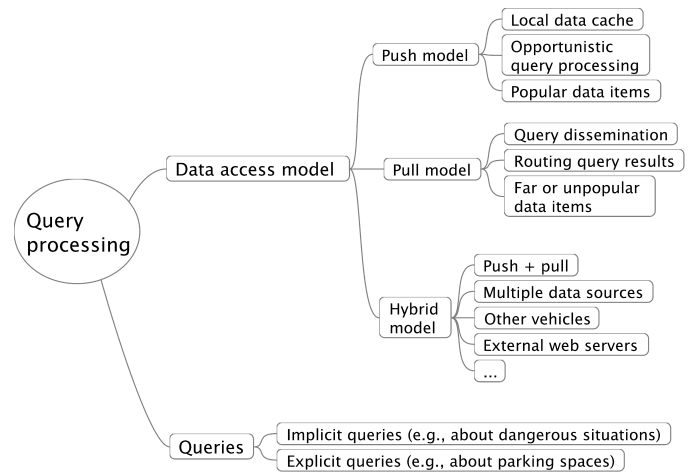 Query
processing
Data access model
Push model
Local data cache
Opportunistic
query processing
Popular data items
Pull model
Query dissemination
Routing query results
Far or unpopular
data items
Hybrid
model
Push + pull
Multiple data sources
Other vehicles
External web servers
...
Queries
Implicit queries (e.g., about dangerous situations)
Explicit queries (e.g., about parking spaces)